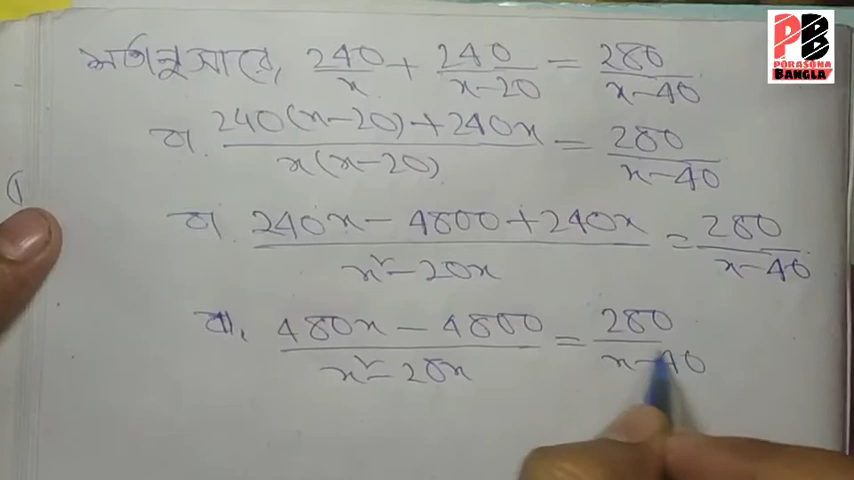 PORASONA
BANGLA
শর্তানুসারে, 240/x + 240/(x-20) = 280/(x-40)
বা, (240(x-20)+240x)/(x(x-20)) = 280/(x-40)
বা, (240x - 4800 + 240x)/(x² - 20x) = 280/(x-40)
বা, (480x - 4800)/(x² - 20x) = 280/(x-40)